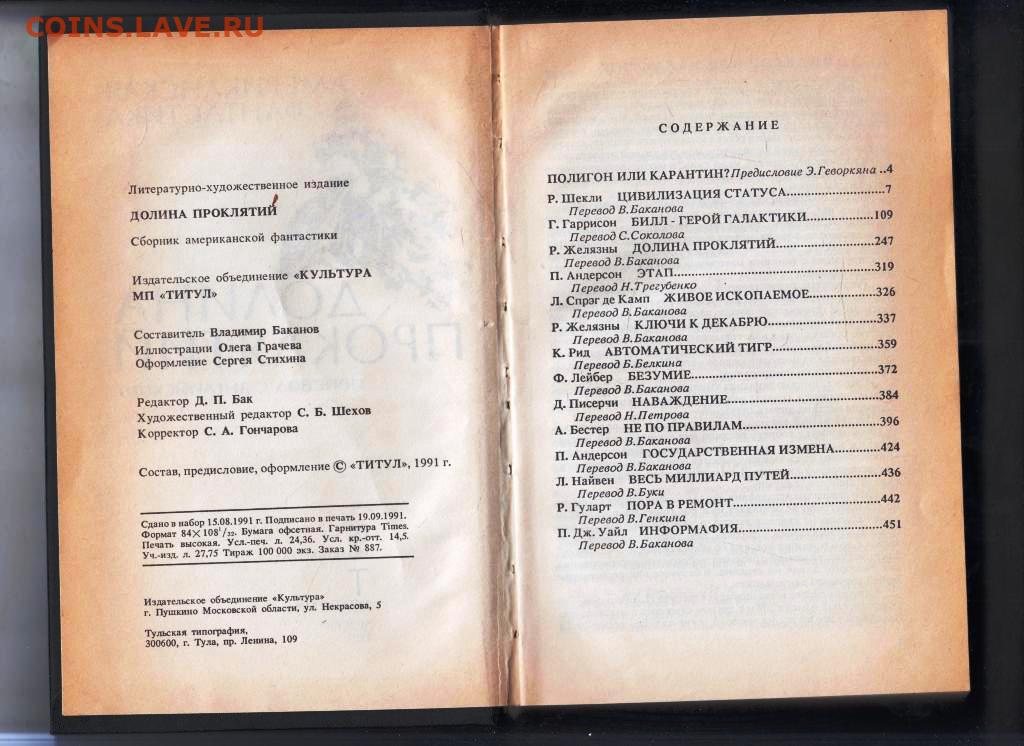 COINS.LAVE.RU
Литературно-художественное издание
ДОЛИНА ПРОКЛЯТИЙ
Сборник американской фантастики
Издательское объединение «КУЛЬТУРА
МП «ТИТУЛ»
Составитель Владимир Баканов
Иллюстрации Олега Грачева
Оформление Сергея Стихина
Редактор Д. П. Бак
Художественный редактор С. Б. Шехов
Корректор С. А. Гончарова
Состав, предисловие, оформление © «ТИТУЛ», 1991 г.
Сдано в набор 15.08.1991 г. Подписано в печать 19.09.1991.
Формат 84×108¹/₃₂. Бумага офсетная. Гарнитура Times.
Печать высокая. Усл.-печ. л. 24,36. Усл. кр.-отт. 14,5.
Уч.-изд. л. 27,75 Тираж 100 000 экз. Заказ № 887.
Издательское объединение «Культура»
г. Пушкино Московской области, ул. Некрасова, 5
Тульская типография,
300600, г. Тула, пр. Ленина, 109
СОДЕРЖАНИЕ
ПОЛИГОН ИЛИ КАРАНТИН? Предисловие Э.Геворкяна ..4
Р. Шекли ЦИВИЛИЗАЦИЯ СТАТУСА....................7
Перевод В.Баканова
Г. Гаррисон БИЛЛ - ГЕРОЙ ГАЛАКТИКИ.................109
Перевод С.Соколова
Р. Желязны ДОЛИНА ПРОКЛЯТИЙ.........................247
Перевод В.Баканова
П. Андерсон ЭТАП..................................................319
Перевод Н.Трегубенко
Л. Спрэг де Камп ЖИВОЕ ИСКОПАЕМОЕ.................326
Перевод В.Баканова
Р. Желязны КЛЮЧИ К ДЕКАБРЮ...........................337
Перевод В.Баканова
К. Рид АВТОМАТИЧЕСКИЙ ТИГР..........................359
Перевод Б.Белкина
Ф. Лейбер БЕЗУМИЕ..............................................372
Перевод В.Баканова
Д. Писерчи НАВАЖДЕНИЕ.....................................384
Перевод Н.Петрова
А. Бестер НЕ ПО ПРАВИЛАМ..................................396
Перевод В.Баканова
П. Андерсон ГОСУДАРСТВЕННАЯ ИЗМЕНА...........424
Перевод В.Баканова
Л. Найвен ВЕСЬ МИЛЛИАРД ПУТЕЙ......................436
Перевод В.Буки
Р. Гуларт ПОРА В РЕМОНТ....................................442
Перевод В.Генкина
П. Дж. Уайл ИНФОРМАФИЯ...................................451
Перевод В.Баканова